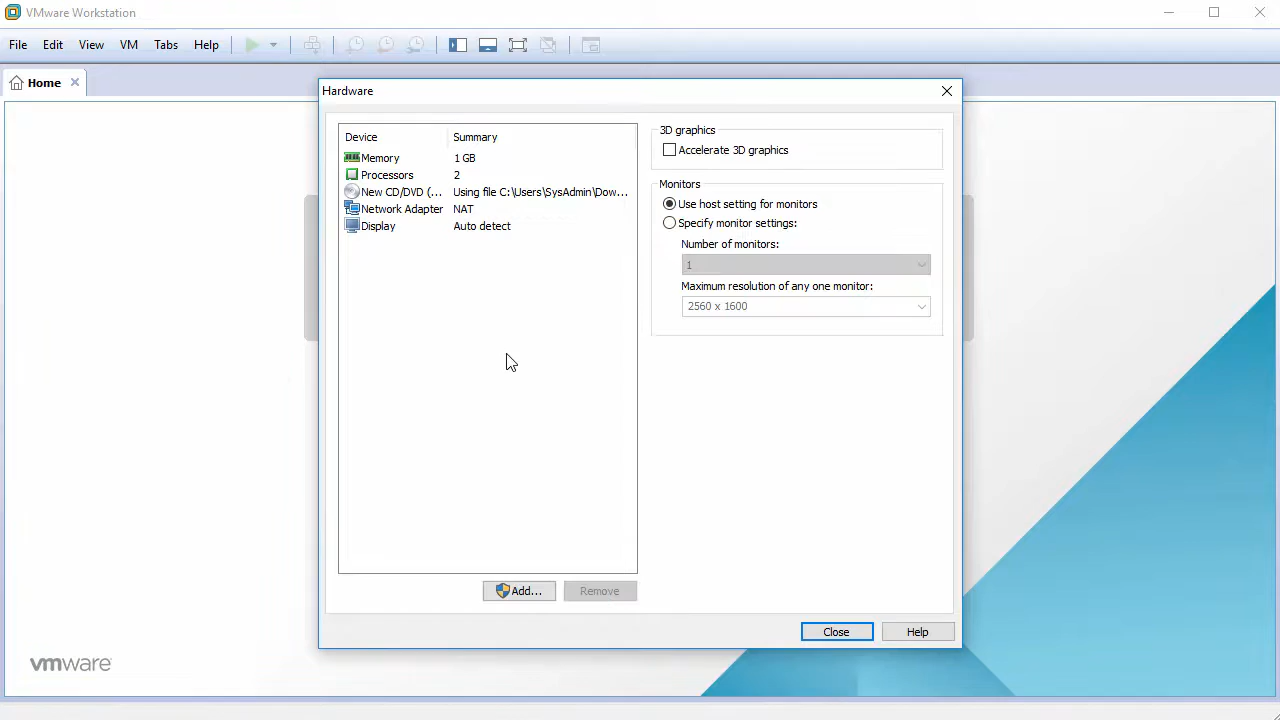 VMware Workstation
File Edit View VM Tabs Help
Home
Hardware
Device Summary
Memory 1 GB
Processors 2
New CD/DVD (... Using file C:\Users\SysAdmin\Dow...
Network Adapter NAT
Display Auto detect
Add... Remove
3D graphics
Accelerate 3D graphics
Monitors
Use host setting for monitors
Specify monitor settings:
Number of monitors:
1
Maximum resolution of any one monitor:
2560 x 1600
Close Help
vmware